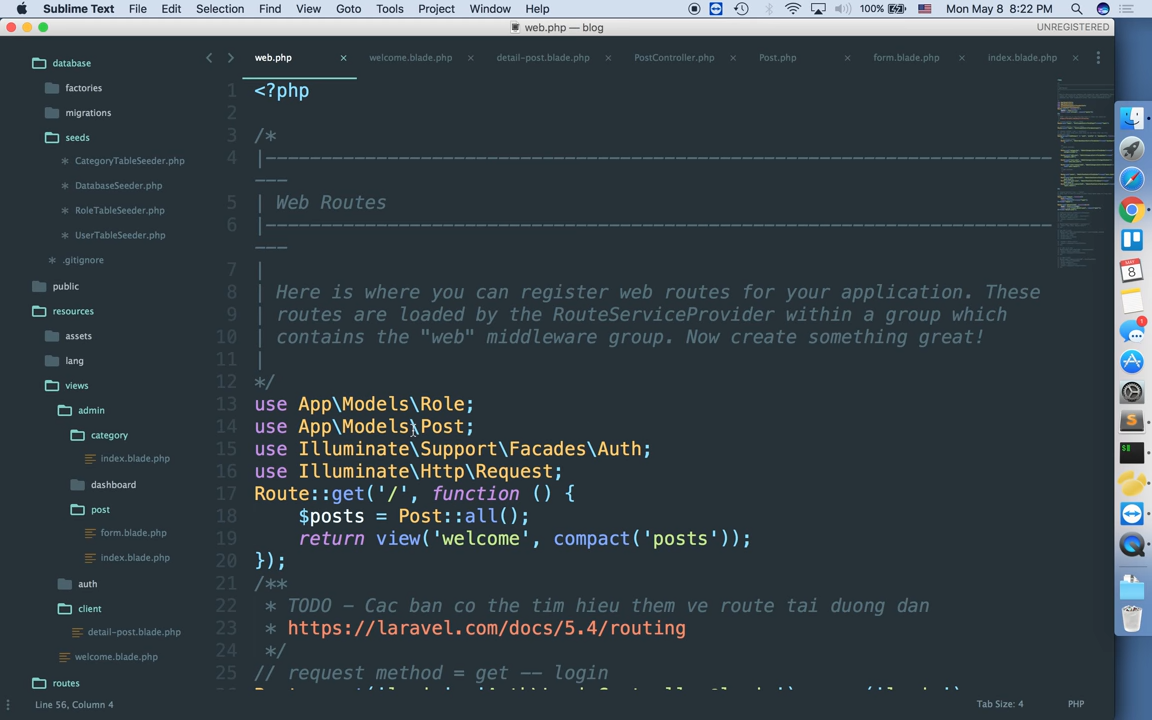 Sublime Text File Edit Selection Find View Goto Tools Project Window Help 100% Mon May 8 8:22 PM
web.php — blog UNREGISTERED
database
factories
migrations
seeds
CategoryTableSeeder.php
DatabaseSeeder.php
RoleTableSeeder.php
UserTableSeeder.php
.gitignore
public
resources
assets
lang
views
admin
category
index.blade.php
dashboard
post
form.blade.php
index.blade.php
auth
client
detail-post.blade.php
welcome.blade.php
routes
web.php welcome.blade.php detail-post.blade.php PostController.php Post.php form.blade.php index.blade.php
1 <?php
2
3 /*
4 |-----------------------------------------------------------------------
---
5 | Web Routes
6 |-----------------------------------------------------------------------
---
7 |
8 | Here is where you can register web routes for your application. These
9 | routes are loaded by the RouteServiceProvider within a group which
10 | contains the "web" middleware group. Now create something great!
11 |
12 */
13 use App\Models\Role;
14 use App\Models\Post;
15 use Illuminate\Support\Facades\Auth;
16 use Illuminate\Http\Request;
17 Route::get('/', function () {
18 $posts = Post::all();
19 return view('welcome', compact('posts'));
20 });
21 /**
22 * TODO - Cac ban co the tim hieu them ve route tai duong dan
23 * https://laravel.com/docs/5.4/routing
24 */
25 // request method = get -- login
Line 56, Column 4 Tab Size: 4 PHP